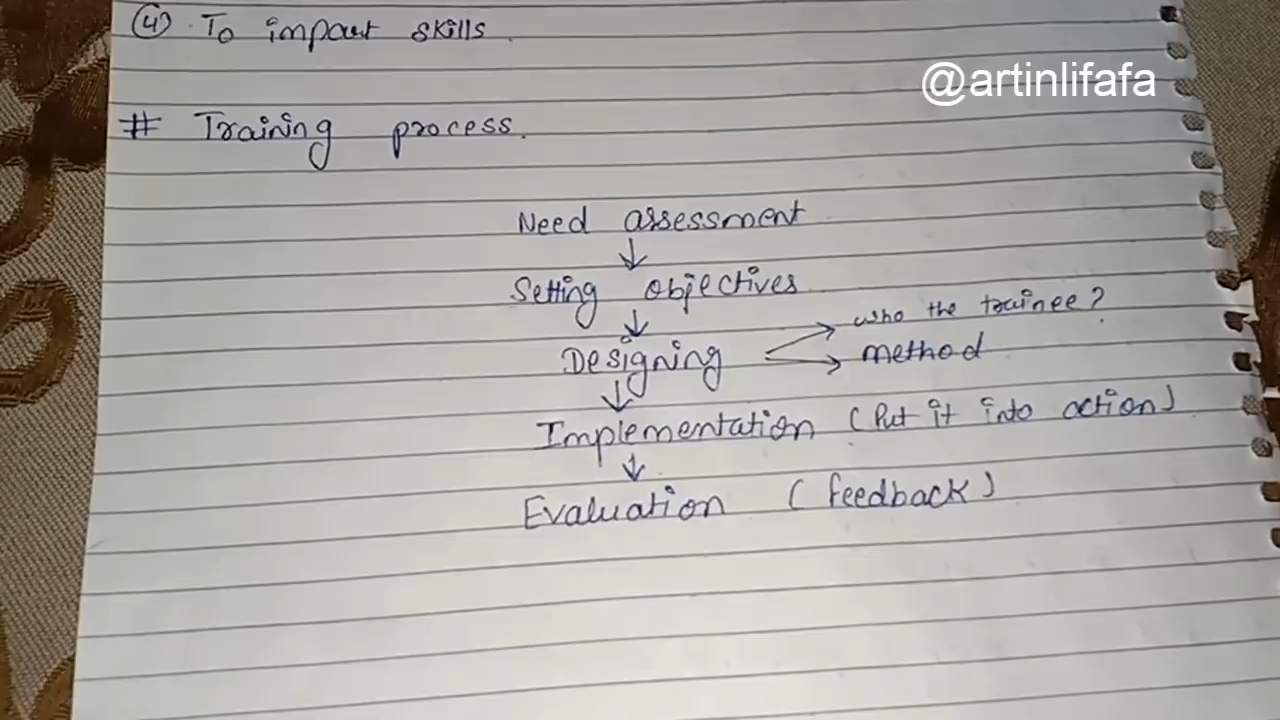 (4) To impart skills
@artinlifafa
# Training process.
Need assessment
↓
Setting objectives
↓
Designing → who the trainee?
→ method
↓
Implementation (Put it into action)
↓
Evaluation (feedback)